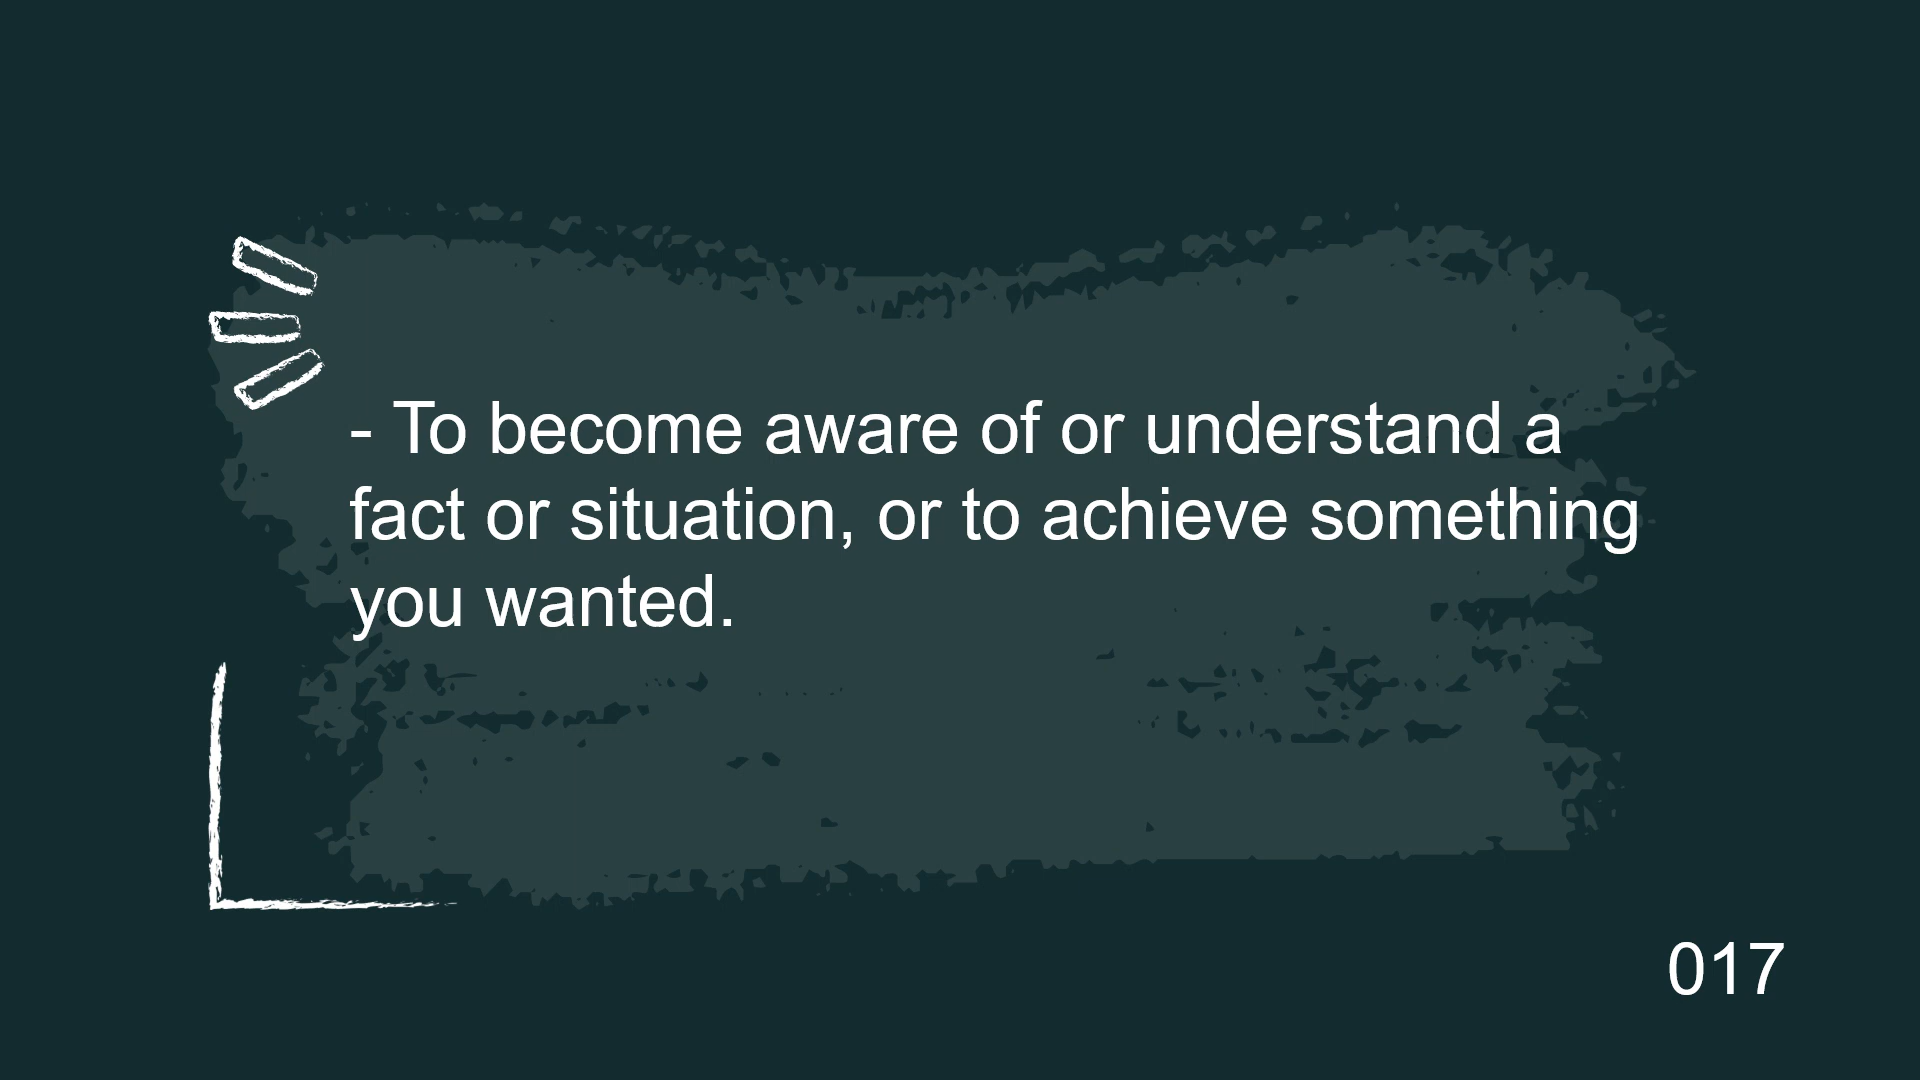 - To become aware of or understand a
fact or situation, or to achieve something
you wanted.
017